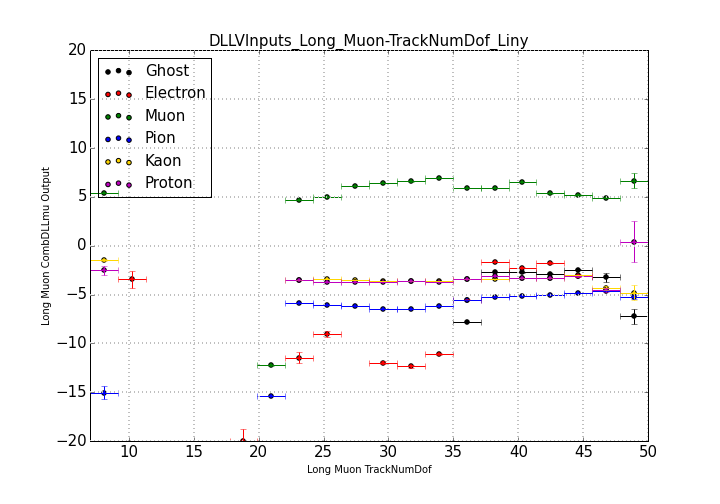 DLLVInputs_Long_Muon-TrackNumDof_Liny
20
15
10
5
0
−5
−10
−15
−20
Long Muon CombDLLmu Output
Ghost
Electron
Muon
Pion
Kaon
Proton
10
15
20
25
30
35
40
45
50
Long Muon TrackNumDof